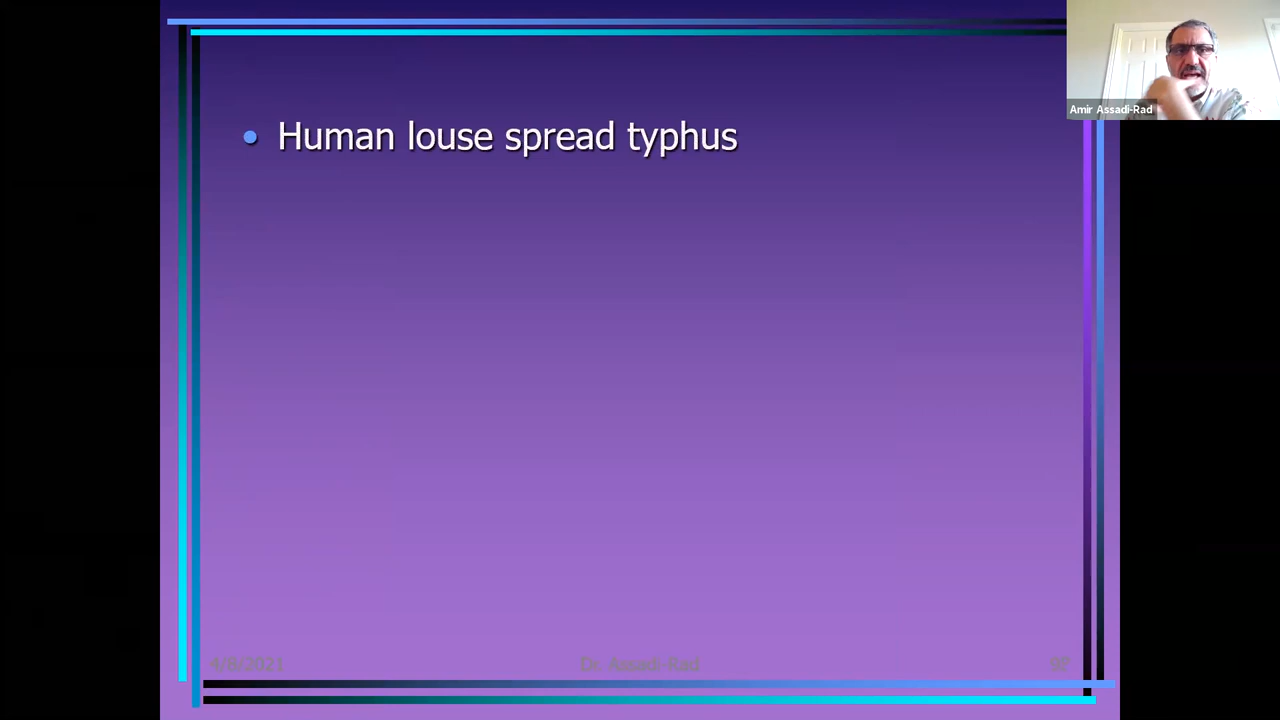 Amir Assadi-Rad
• Human louse spread typhus
4/8/2021 Dr. Assadi-Rad